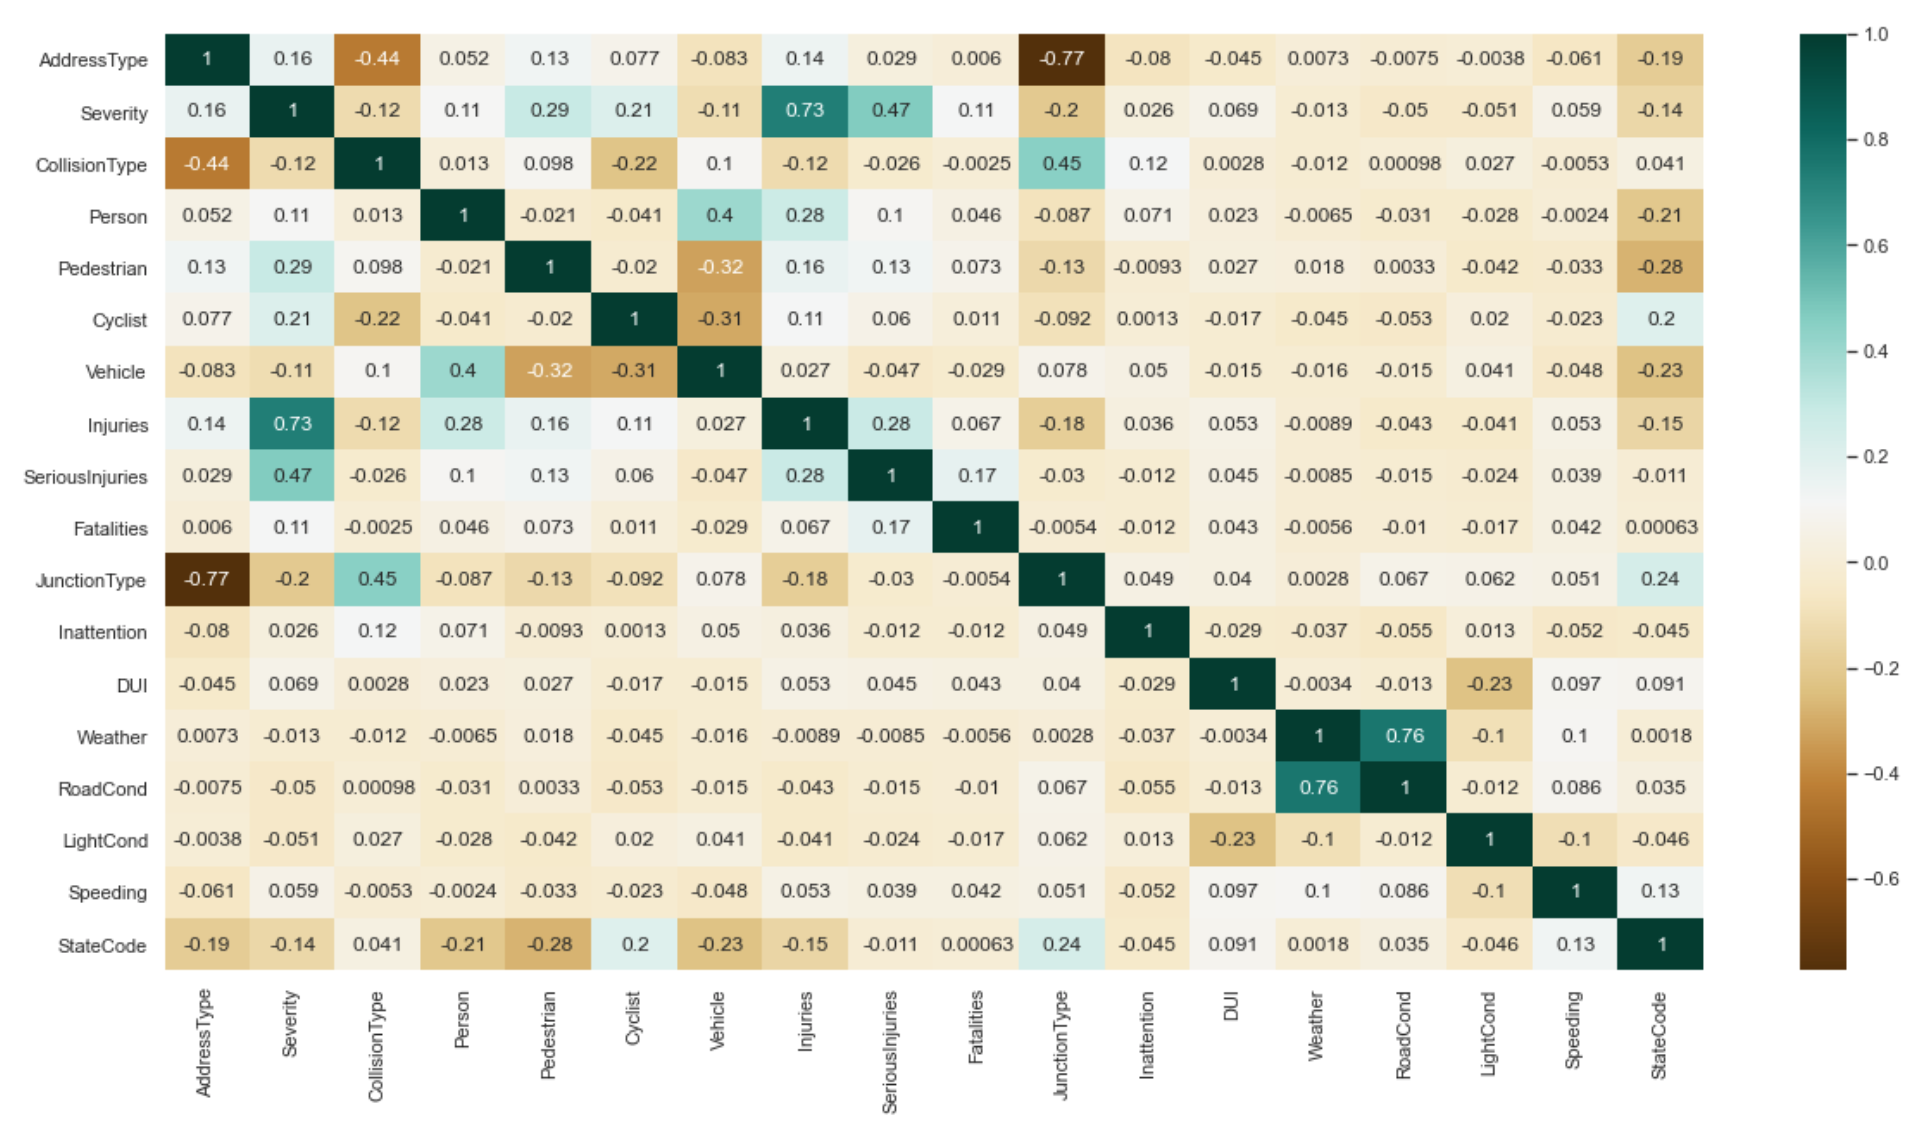 AddressType 1 0.16 -0.44 0.052 0.13 0.077 -0.083 0.14 0.029 0.006 -0.77 -0.08 -0.045 0.0073 -0.0075 -0.0038 -0.061 -0.19
Severity 0.16 1 -0.12 0.11 0.29 0.21 -0.11 0.73 0.47 0.11 -0.2 0.026 0.069 -0.013 -0.05 -0.051 0.059 -0.14
CollisionType -0.44 -0.12 1 0.013 0.098 -0.22 0.1 -0.12 -0.026 -0.0025 0.45 0.12 0.0028 -0.012 0.00098 0.027 -0.0053 0.041
Person 0.052 0.11 0.013 1 -0.021 -0.041 0.4 0.28 0.1 0.046 -0.087 0.071 0.023 -0.0065 -0.031 -0.028 -0.0024 -0.21
Pedestrian 0.13 0.29 0.098 -0.021 1 -0.02 -0.32 0.16 0.13 0.073 -0.13 -0.0093 0.027 0.018 0.0033 -0.042 -0.033 -0.28
Cyclist 0.077 0.21 -0.22 -0.041 -0.02 1 -0.31 0.11 0.06 0.011 -0.092 0.0013 -0.017 -0.045 -0.053 0.02 -0.023 0.2
Vehicle -0.083 -0.11 0.1 0.4 -0.32 -0.31 1 0.027 -0.047 -0.029 0.078 0.05 -0.015 -0.016 -0.015 0.041 -0.048 -0.23
Injuries 0.14 0.73 -0.12 0.28 0.16 0.11 0.027 1 0.28 0.067 -0.18 0.036 0.053 -0.0089 -0.043 -0.041 0.053 -0.15
SeriousInjuries 0.029 0.47 -0.026 0.1 0.13 0.06 -0.047 0.28 1 0.17 -0.03 -0.012 0.045 -0.0085 -0.015 -0.024 0.039 -0.011
Fatalities 0.006 0.11 -0.0025 0.046 0.073 0.011 -0.029 0.067 0.17 1 -0.0054 -0.012 0.043 -0.0056 -0.01 -0.017 0.042 0.00063
JunctionType -0.77 -0.2 0.45 -0.087 -0.13 -0.092 0.078 -0.18 -0.03 -0.0054 1 0.049 0.04 0.0028 0.067 0.062 0.051 0.24
Inattention -0.08 0.026 0.12 0.071 -0.0093 0.0013 0.05 0.036 -0.012 -0.012 0.049 1 -0.029 -0.037 -0.055 0.013 -0.052 -0.045
DUI -0.045 0.069 0.0028 0.023 0.027 -0.017 -0.015 0.053 0.045 0.043 0.04 -0.029 1 -0.0034 -0.013 -0.23 0.097 0.091
Weather 0.0073 -0.013 -0.012 -0.0065 0.018 -0.045 -0.016 -0.0089 -0.0085 -0.0056 0.0028 -0.037 -0.0034 1 0.76 -0.1 0.1 0.0018
RoadCond -0.0075 -0.05 0.00098 -0.031 0.0033 -0.053 -0.015 -0.043 -0.015 -0.01 0.067 -0.055 -0.013 0.76 1 -0.012 0.086 0.035
LightCond -0.0038 -0.051 0.027 -0.028 -0.042 0.02 0.041 -0.041 -0.024 -0.017 0.062 0.013 -0.23 -0.1 -0.012 1 -0.1 -0.046
Speeding -0.061 0.059 -0.0053 -0.0024 -0.033 -0.023 -0.048 0.053 0.039 0.042 0.051 -0.052 0.097 0.1 0.086 -0.1 1 0.13
StateCode -0.19 -0.14 0.041 -0.21 -0.28 0.2 -0.23 -0.15 -0.011 0.00063 0.24 -0.045 0.091 0.0018 0.035 -0.046 0.13 1
AddressType Severity CollisionType Person Pedestrian Cyclist Vehicle Injuries SeriousInjuries Fatalities JunctionType Inattention DUI Weather RoadCond LightCond Speeding StateCode
1.0
0.8
0.6
0.4
0.2
0.0
−0.2
−0.4
−0.6